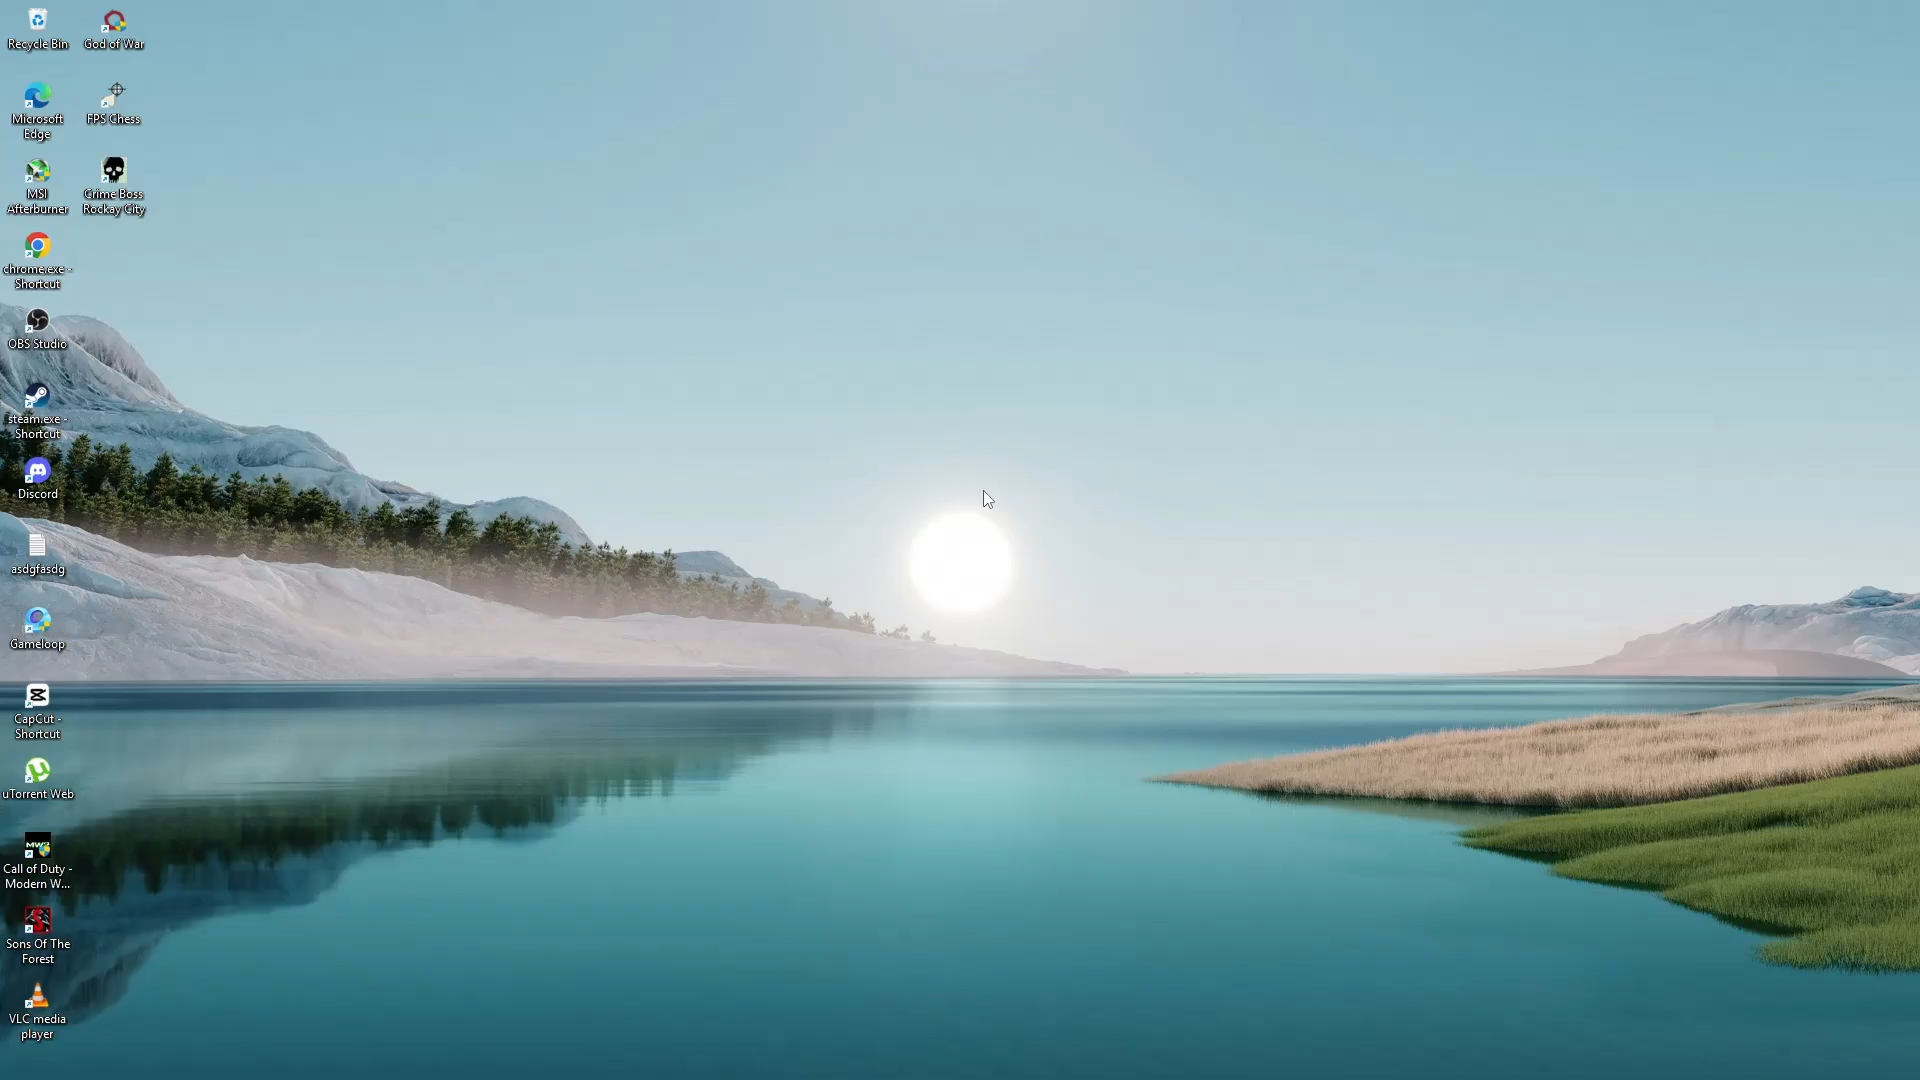 Recycle Bin
Microsoft
Edge
MSI
Afterburner
chrome.exe -
Shortcut
OBS Studio
steam.exe -
Shortcut
Discord
asdgfasdg
Gameloop
CapCut -
Shortcut
uTorrent Web
MWII
Call of Duty -
Modern W...
Sons Of The
Forest
VLC media
player
God of War
FPS Chess
Crime Boss
Rockay City